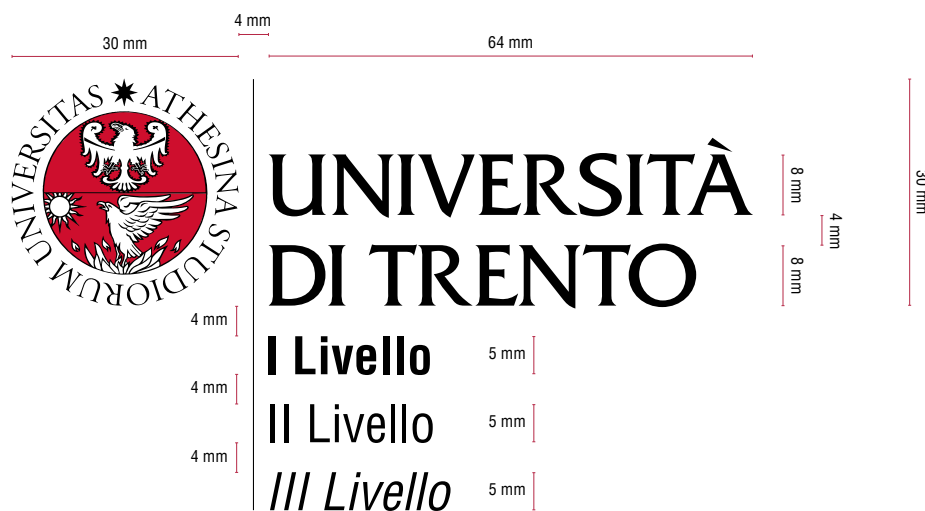 4 mm
30 mm
64 mm
UNIVERSITAS ✷ ATHESINA STUDIORUM
UNIVERSITÀ
8 mm
30 mm
4 mm
DI TRENTO
8 mm
4 mm
I Livello
5 mm
4 mm
II Livello
5 mm
4 mm
III Livello
5 mm